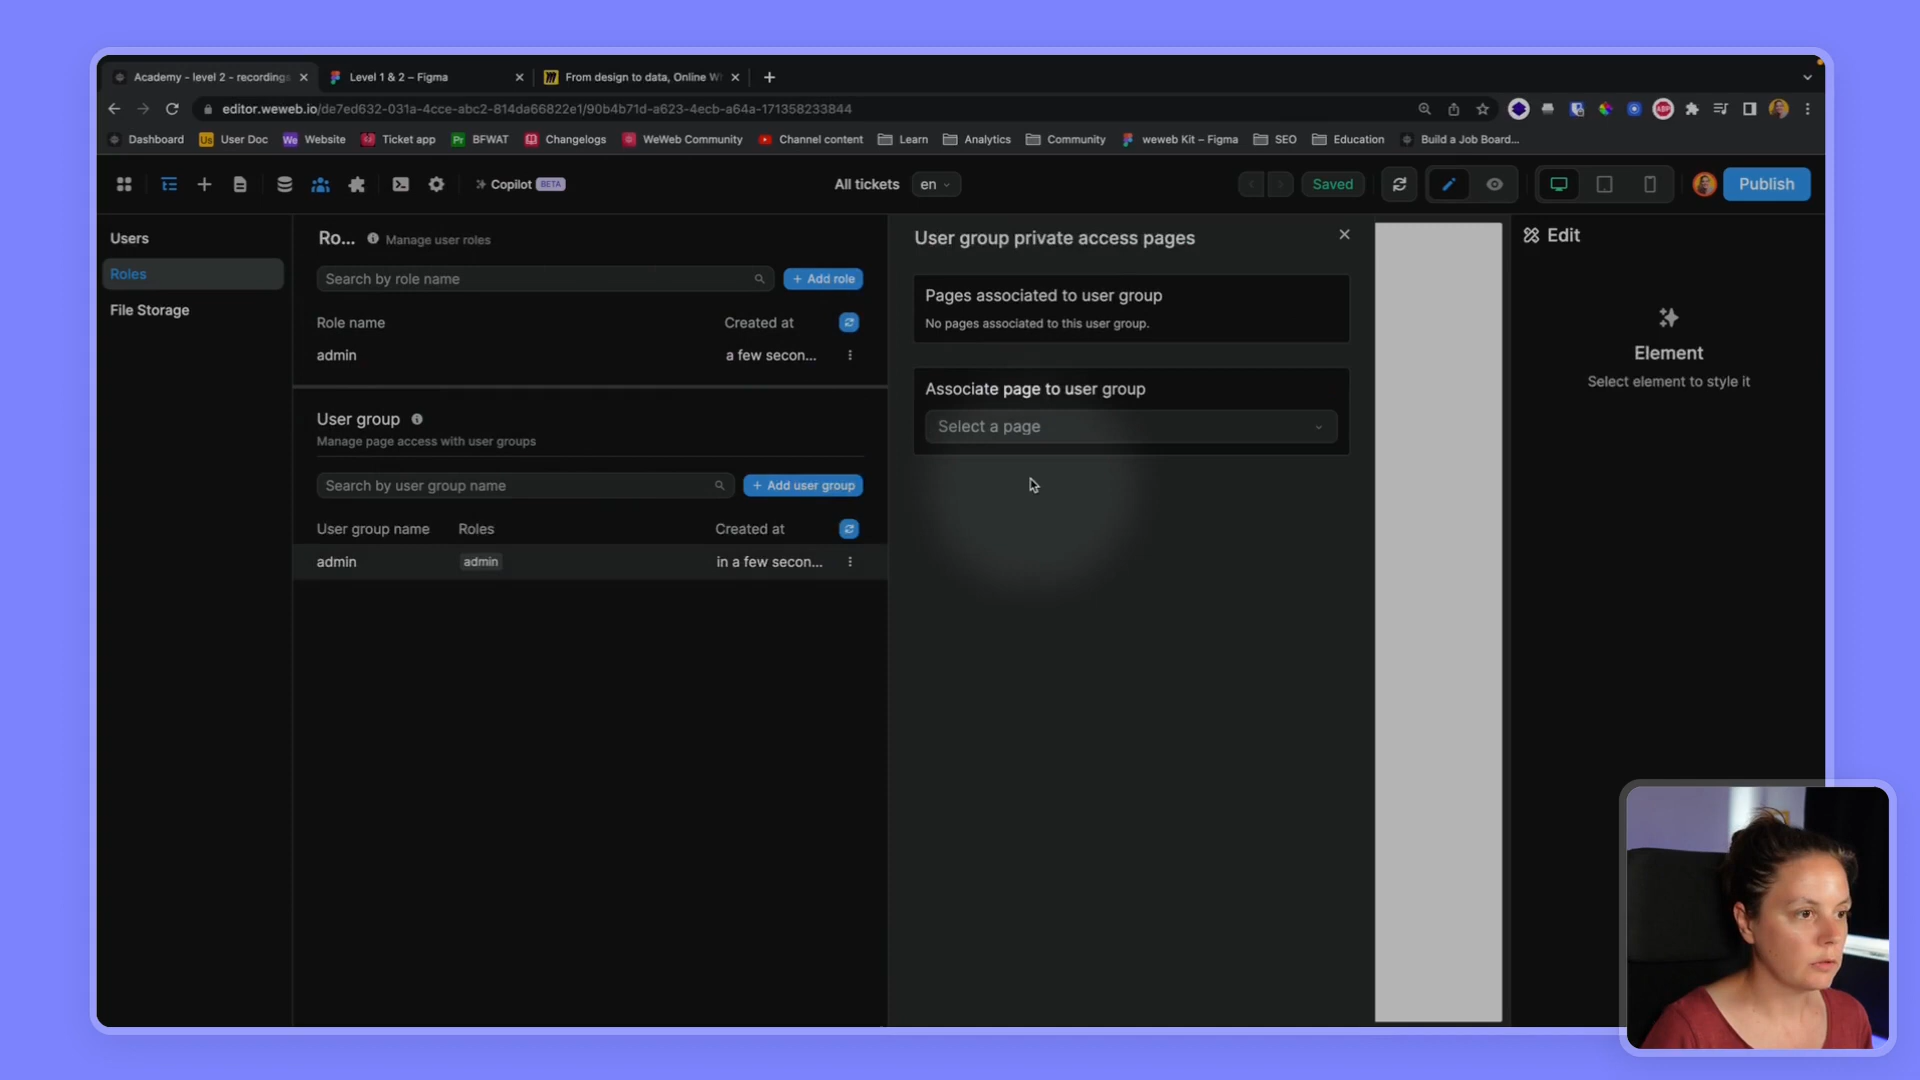 Academy - level 2 - recordings
Level 1 & 2 – Figma
From design to data, Online W
editor.weweb.io/de7ed632-031a-4cce-abc2-814da66822e1/90b4b71d-a623-4ecb-a64a-171358233844
ABP
Dashboard
Us User Doc
We Website
Ticket app
Pr BFWAT
Changelogs
WeWeb Community
Channel content
Learn
Analytics
Community
weweb Kit – Figma
SEO
Education
Build a Job Board...
Copilot BETA
All tickets
en
Saved
Publish
Users
Roles
File Storage
Ro...
Manage user roles
Search by role name
+ Add role
Role name
Created at
admin
a few secon...
User group
Manage page access with user groups
Search by user group name
+ Add user group
User group name
Roles
Created at
admin
admin
in a few secon...
User group private access pages
Pages associated to user group
No pages associated to this user group.
Associate page to user group
Select a page
Edit
Element
Select element to style it